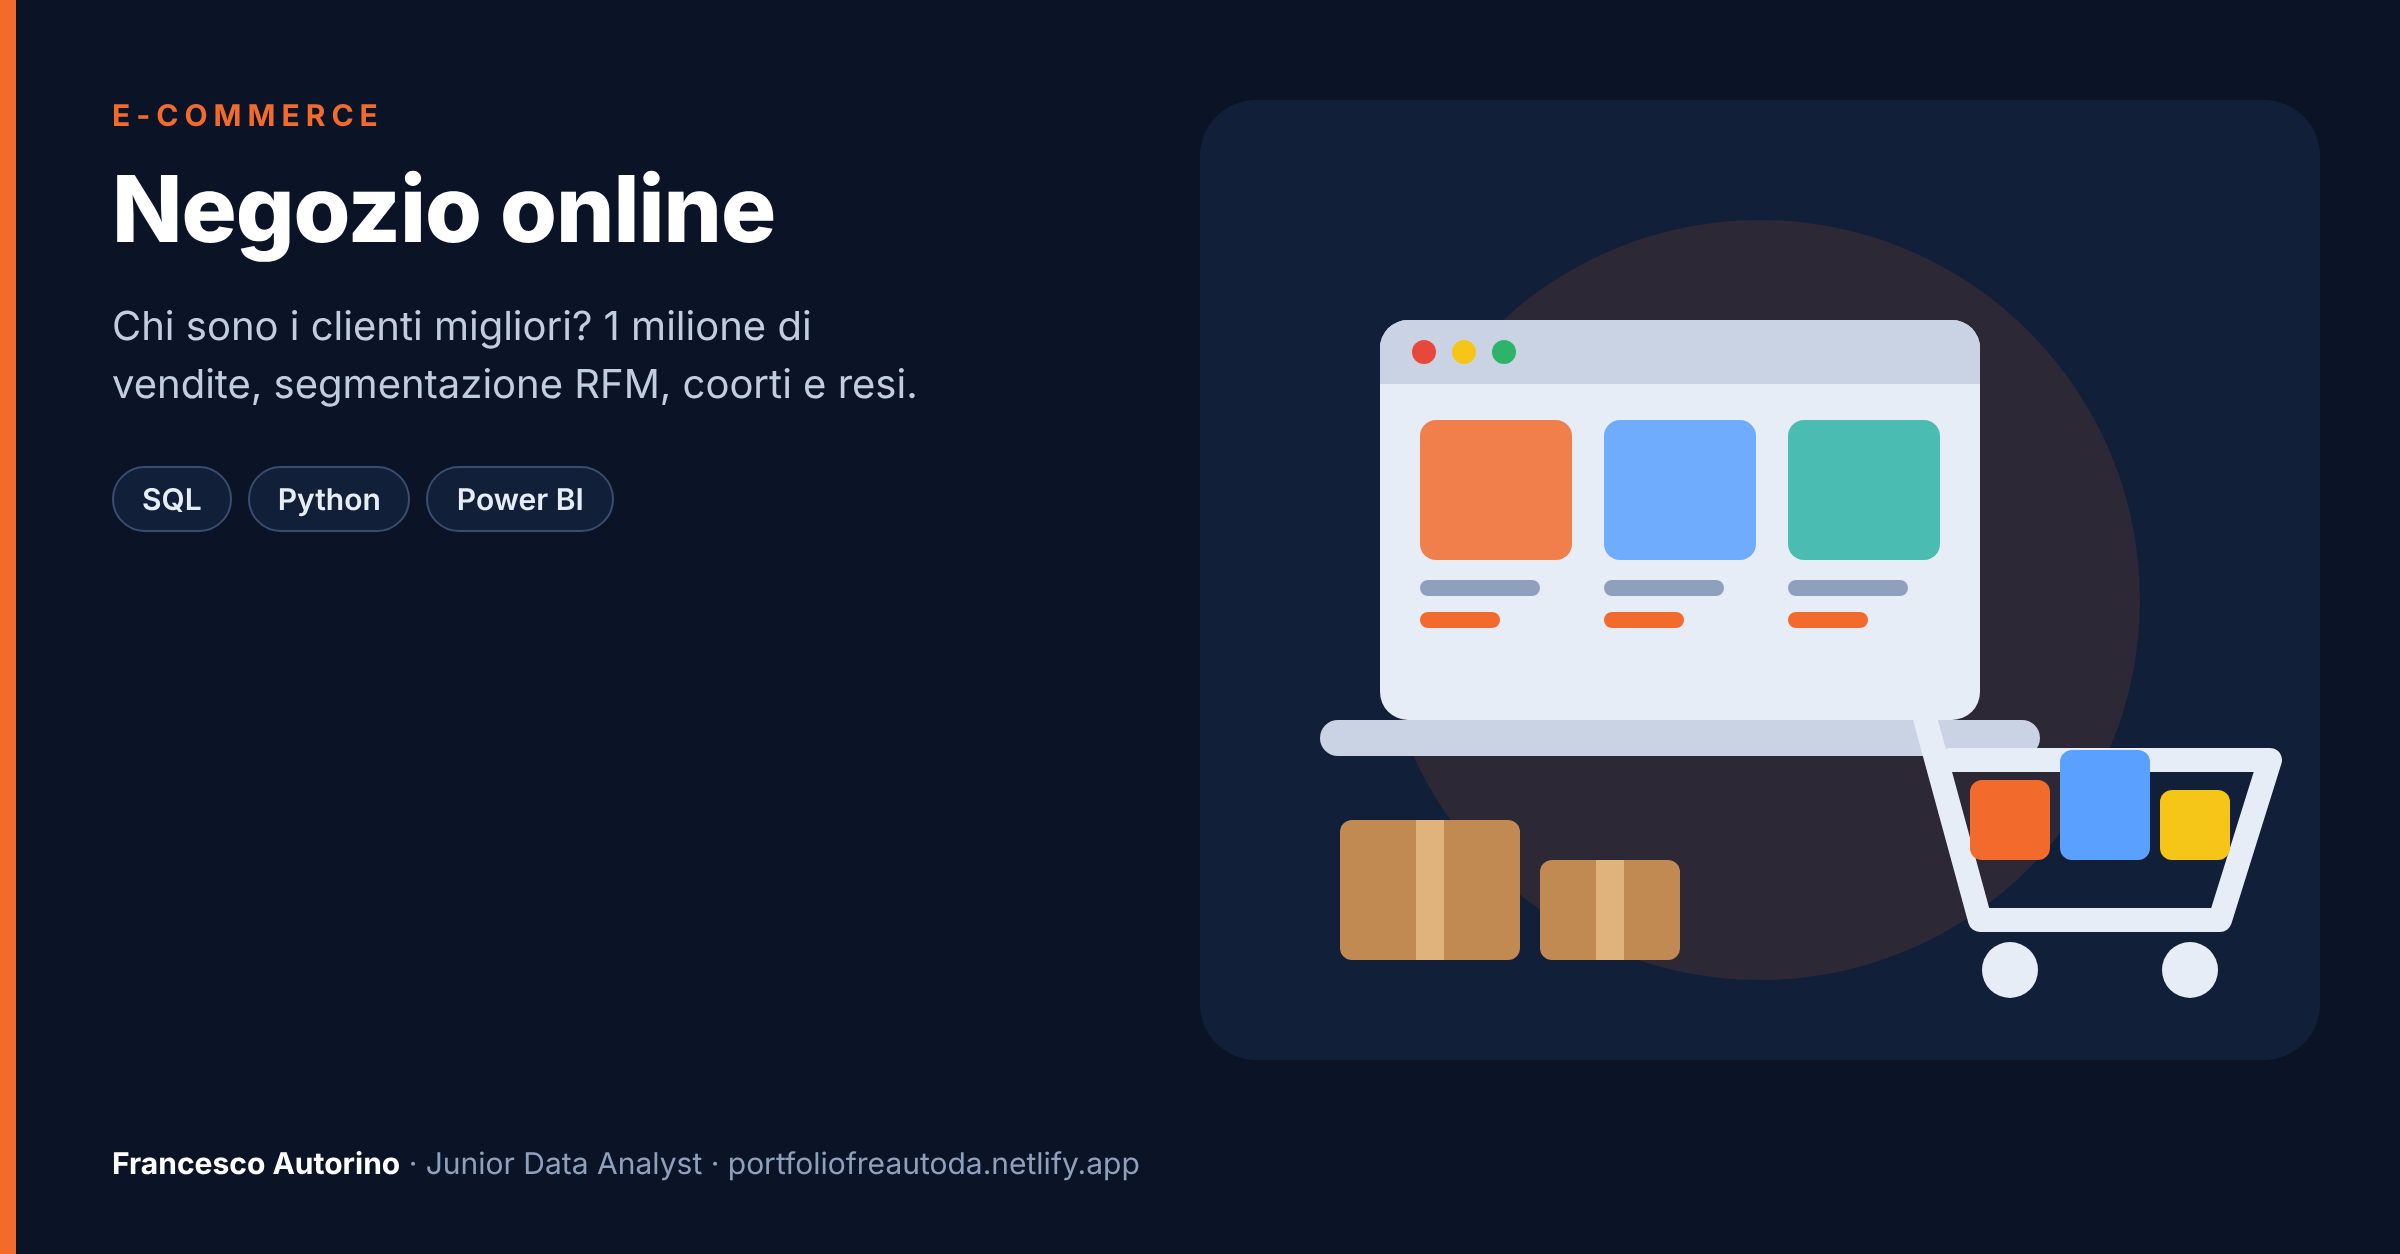 E-COMMERCE
Negozio online
Chi sono i clienti migliori? 1 milione di
vendite, segmentazione RFM, coorti e resi.
SQL Python Power BI
Francesco Autorino · Junior Data Analyst · portfoliofreautoda.netlify.app